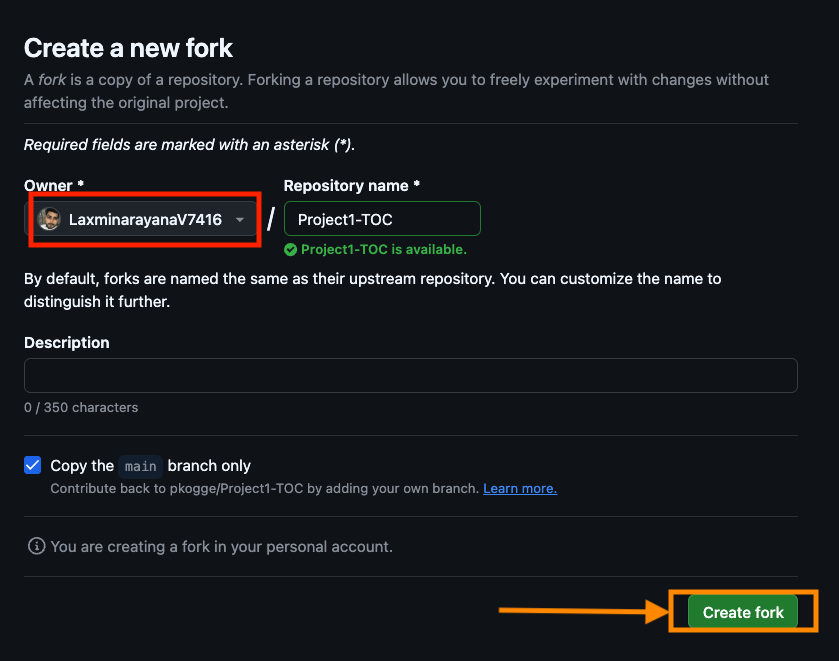 Create a new fork
A fork is a copy of a repository. Forking a repository allows you to freely experiment with changes without
affecting the original project.
Required fields are marked with an asterisk (*).
Owner * Repository name *
LaxminarayanaV7416 / Project1-TOC
Project1-TOC is available.
By default, forks are named the same as their upstream repository. You can customize the name to
distinguish it further.
Description
0 / 350 characters
Copy the main branch only
Contribute back to pkogge/Project1-TOC by adding your own branch. Learn more.
You are creating a fork in your personal account.
Create fork